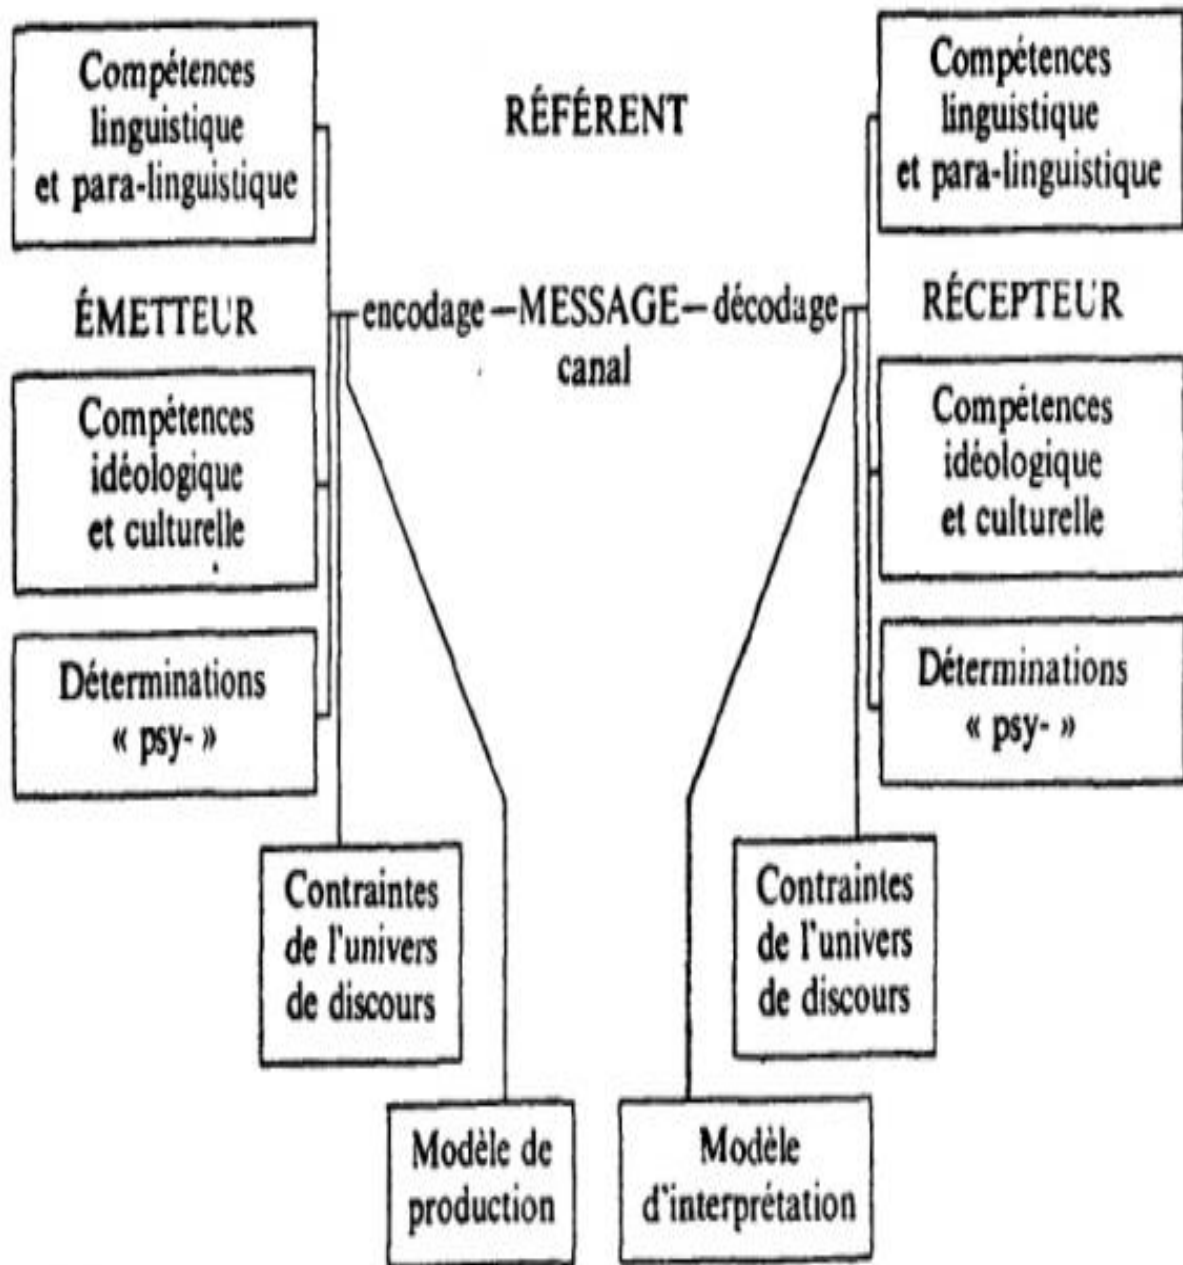 Compétences
linguistique
et para-linguistique
RÉFÉRENT
Compétences
linguistique
et para-linguistique
ÉMETTEUR
encodage – MESSAGE – décodage
canal
RÉCEPTEUR
Compétences
idéologique
et culturelle
Compétences
idéologique
et culturelle
Déterminations
« psy- »
Déterminations
« psy- »
Contraintes
de l'univers
de discours
Contraintes
de l'univers
de discours
Modèle de
production
Modèle
d'interprétation